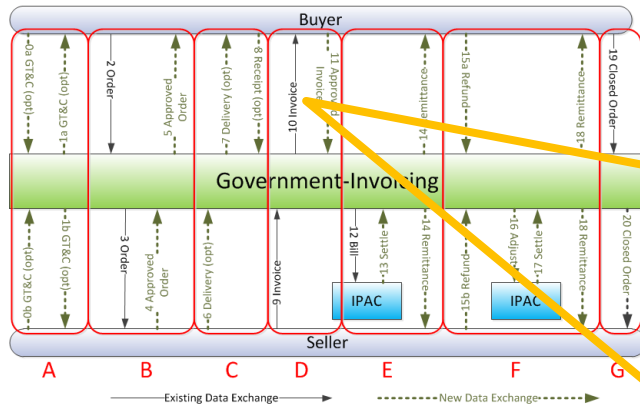 Buyer
0a GT&C (opt)
1a GT&C (opt)
2 Order
5 Approved
Order
7 Delivery (opt)
8 Receipt (opt)
10 Invoice
11 Approved
Invoice
14 Remittance
15a Refund
18 Remittance
19 Closed Order
Government-Invoicing
0b GT&C (opt)
1b GT&C (opt)
3 Order
4 Approved
Order
6 Delivery (opt)
9 Invoice
12 Bill
13 Settle
14 Remittance
15b Refund
16 Adjust
17 Settle
18 Remittance
20 Closed Order
IPAC
IPAC
Seller
A B C D E F G
Existing Data Exchange
New Data Exchange